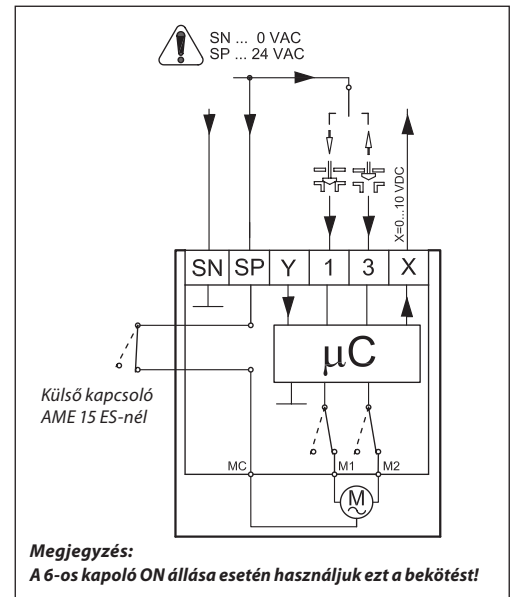 SN ... 0 VAC
SP ... 24 VAC
X=0...10 VDC
SN SP Y 1 3 X
µC
Külső kapcsoló
AME 15 ES-nél
MC M1 M2
M
Megjegyzés:
A 6-os kapoló ON állása esetén használjuk ezt a bekötést!